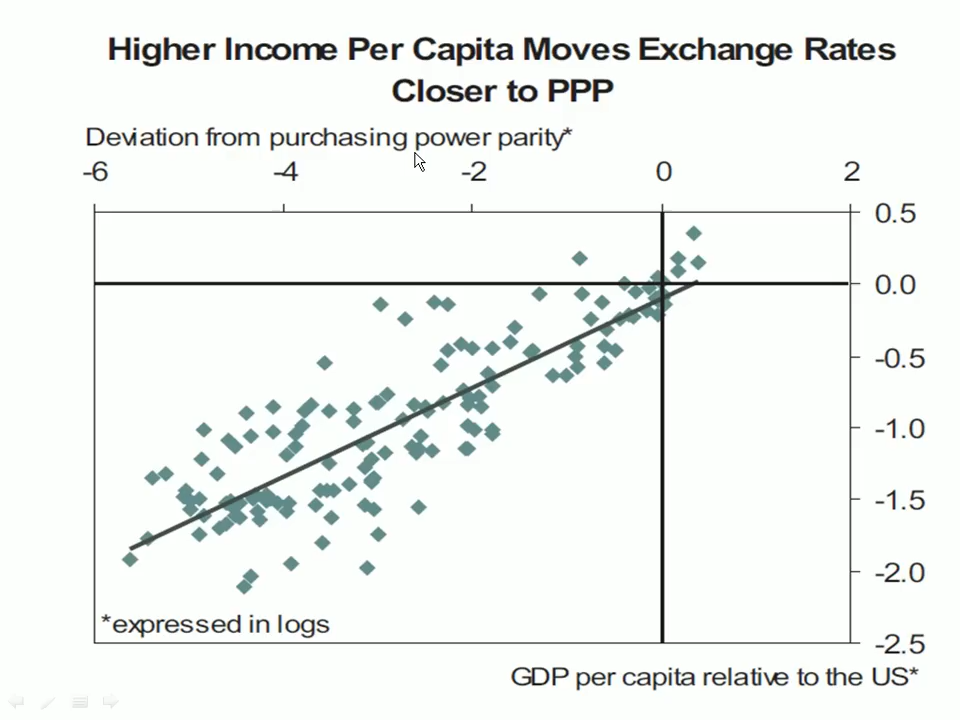 Higher Income Per Capita Moves Exchange Rates
Closer to PPP
Deviation from purchasing power parity*
-6 -4 -2 0 2
0.5
0.0
-0.5
-1.0
-1.5
-2.0
-2.5
*expressed in logs
GDP per capita relative to the US*